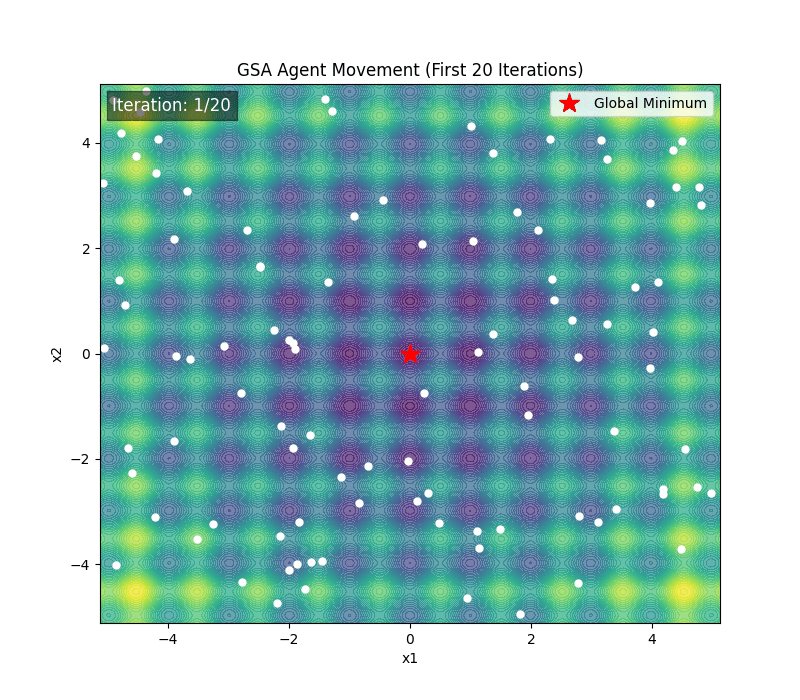 GSA Agent Movement (First 20 Iterations)
Iteration: 1/20
Global Minimum
4
2
0
−2
−4
x2
−4 −2 0 2 4
x1